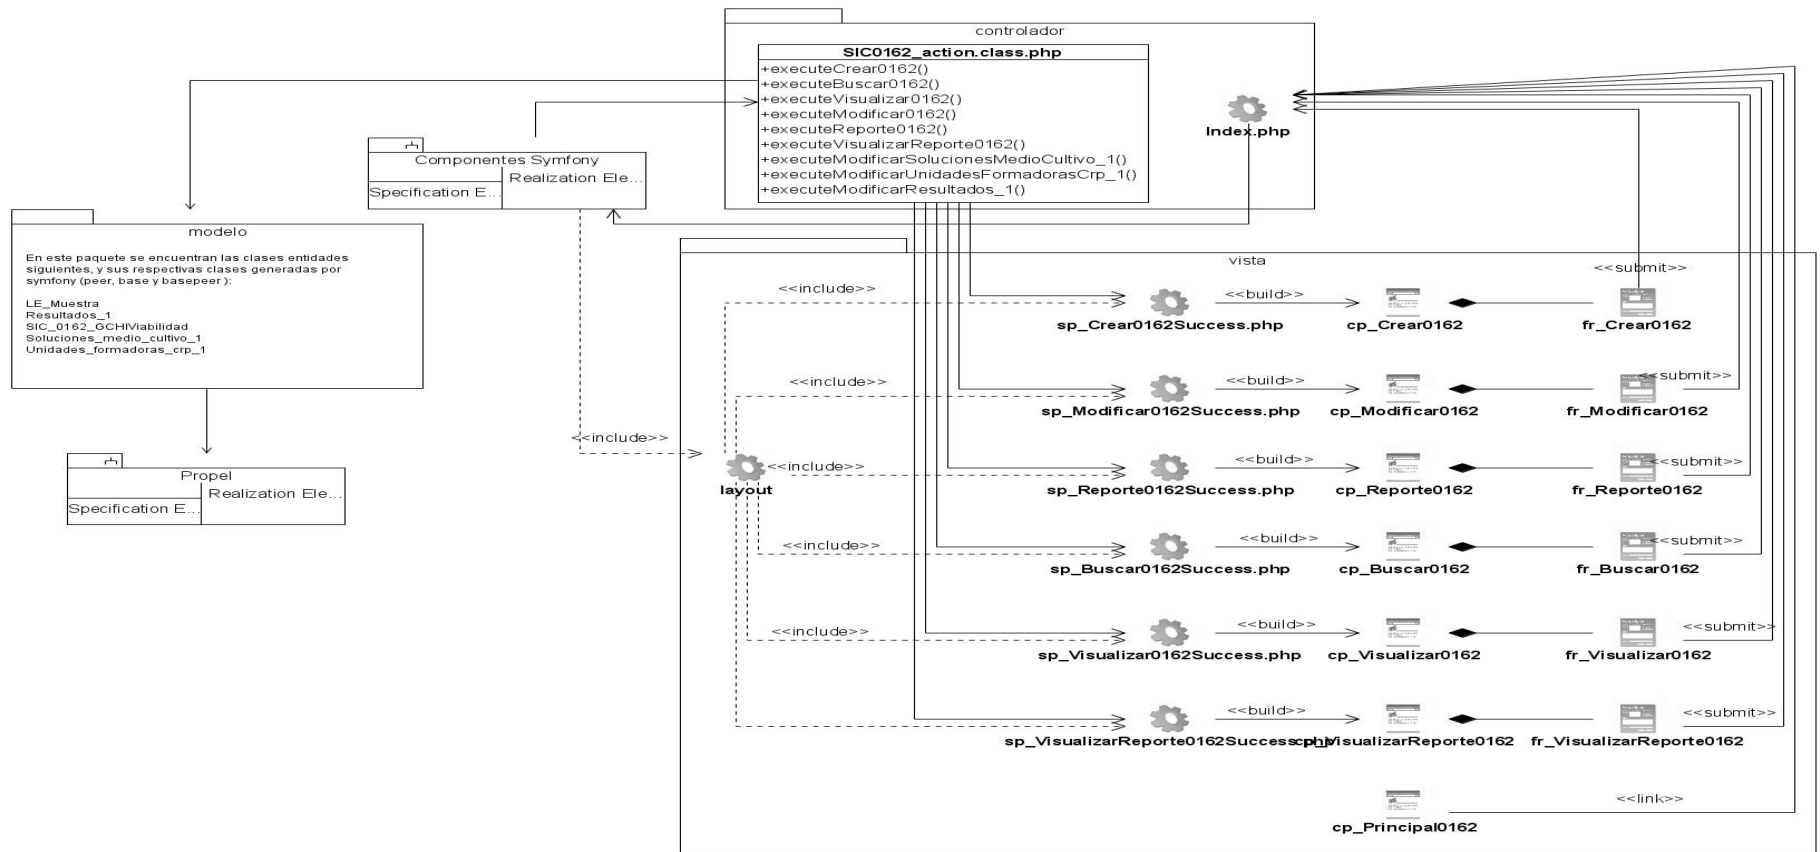 controlador
SIC0162_action.class.php
+executeCrear0162()
+executeBuscar0162()
+executeVisualizar0162()
+executeModificar0162()
+executeReporte0162()
+executeVisualizarReporte0162()
+executeModificarSolucionesMedioCultivo_1()
+executeModificarUnidadesFormadorasCrp_1()
+executeModificarResultados_1()
Index.php
Componentes Symfony
Realization Ele...
Specification E...
modelo
En este paquete se encuentran las clases entidades
siguientes, y sus respectivas clases generadas por
symfony (peer, base y basepeer ):
LE_Muestra
Resultados_1
SIC_0162_GCHIViabilidad
Soluciones_medio_cultivo_1
Unidades_formadoras_crp_1
Propel
Realization Ele...
Specification E...
<<include>>
vista
layout
<<include>>
sp_Crear0162Success.php
<<build>>
cp_Crear0162
<<submit>>
fr_Crear0162
<<include>>
sp_Modificar0162Success.php
<<build>>
cp_Modificar0162
<<submit>>
fr_Modificar0162
<<include>>
sp_Reporte0162Success.php
<<build>>
cp_Reporte0162
<<submit>>
fr_Reporte0162
<<include>>
sp_Buscar0162Success.php
<<build>>
cp_Buscar0162
<<submit>>
fr_Buscar0162
<<include>>
sp_Visualizar0162Success.php
<<build>>
cp_Visualizar0162
<<submit>>
fr_Visualizar0162
sp_VisualizarReporte0162Success.php
<<build>>
cp_VisualizarReporte0162
<<submit>>
fr_VisualizarReporte0162
cp_Principal0162
<<link>>